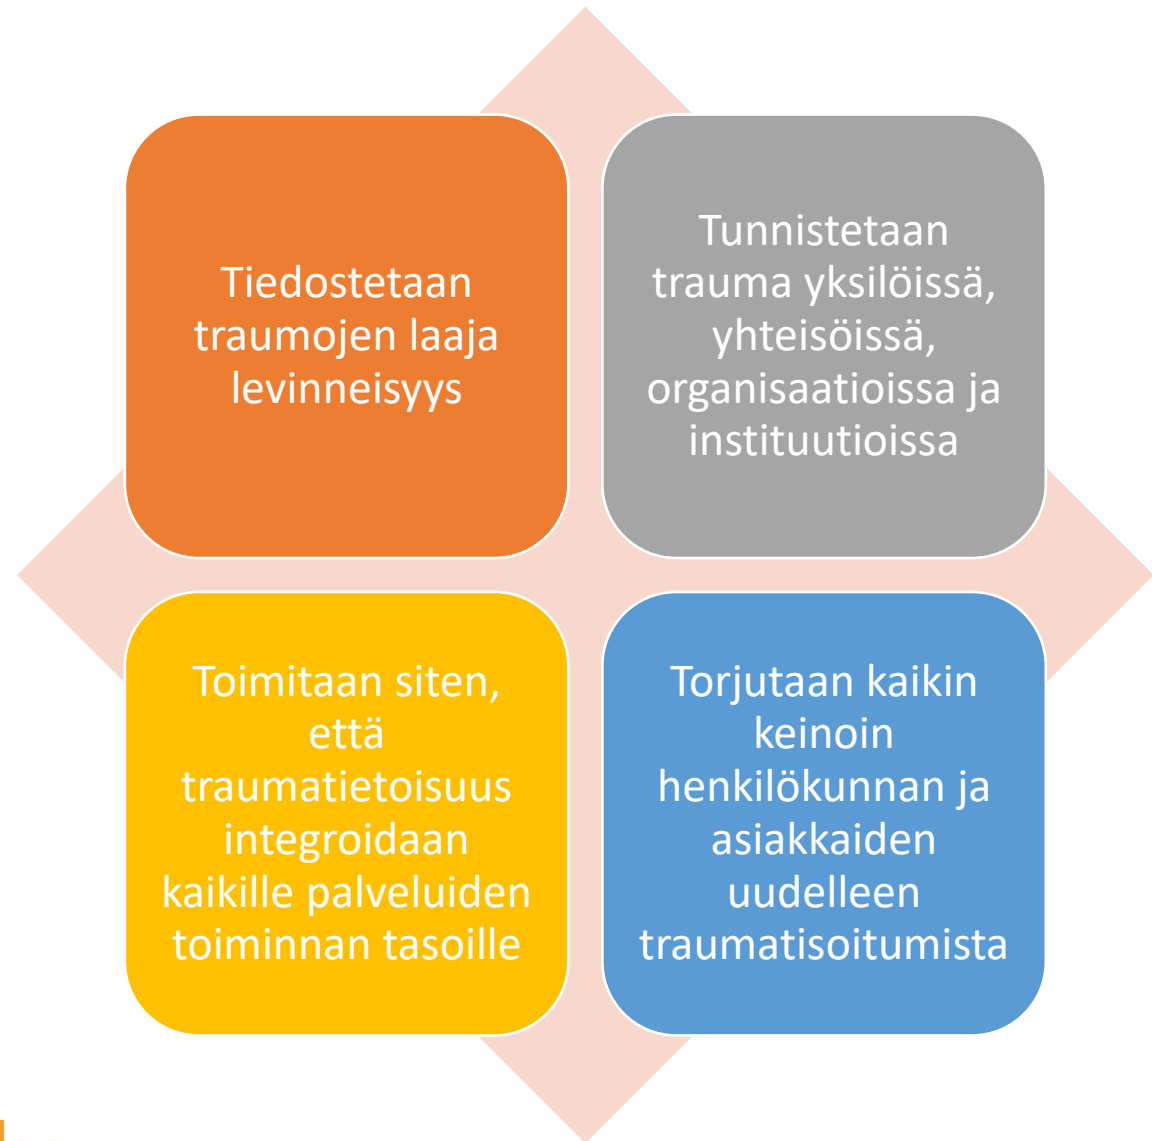 Tiedostetaan
traumojen laaja
levinneisyys
Tunnistetaan
trauma yksilöissä,
yhteisöissä,
organisaatioissa ja
instituutioissa
Toimitaan siten,
että
traumatietoisuus
integroidaan
kaikille palveluiden
toiminnan tasoille
Torjutaan kaikin
keinoin
henkilökunnan ja
asiakkaiden
uudelleen
traumatisoitumista